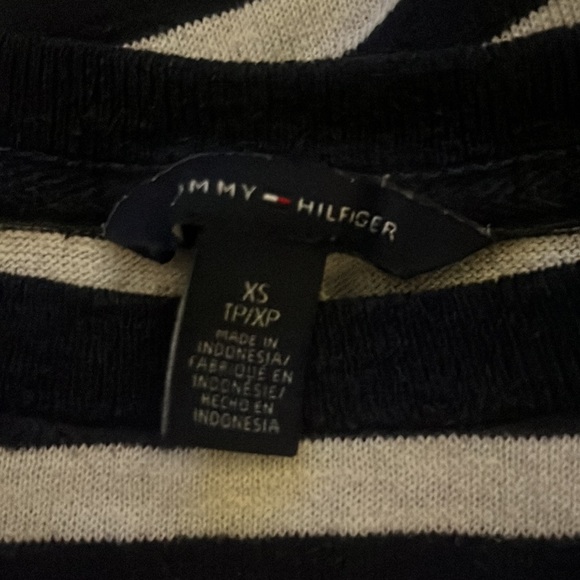 MMY HILFIGER
XS
TP/XP
MADE IN
INDONESIA/
FABRIQUÉ EN
INDONÉSIE/
HECHO EN
INDONESIA